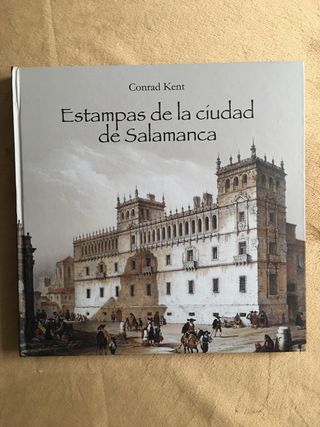 Conrad Kent
Estampas de la ciudad
de Salamanca